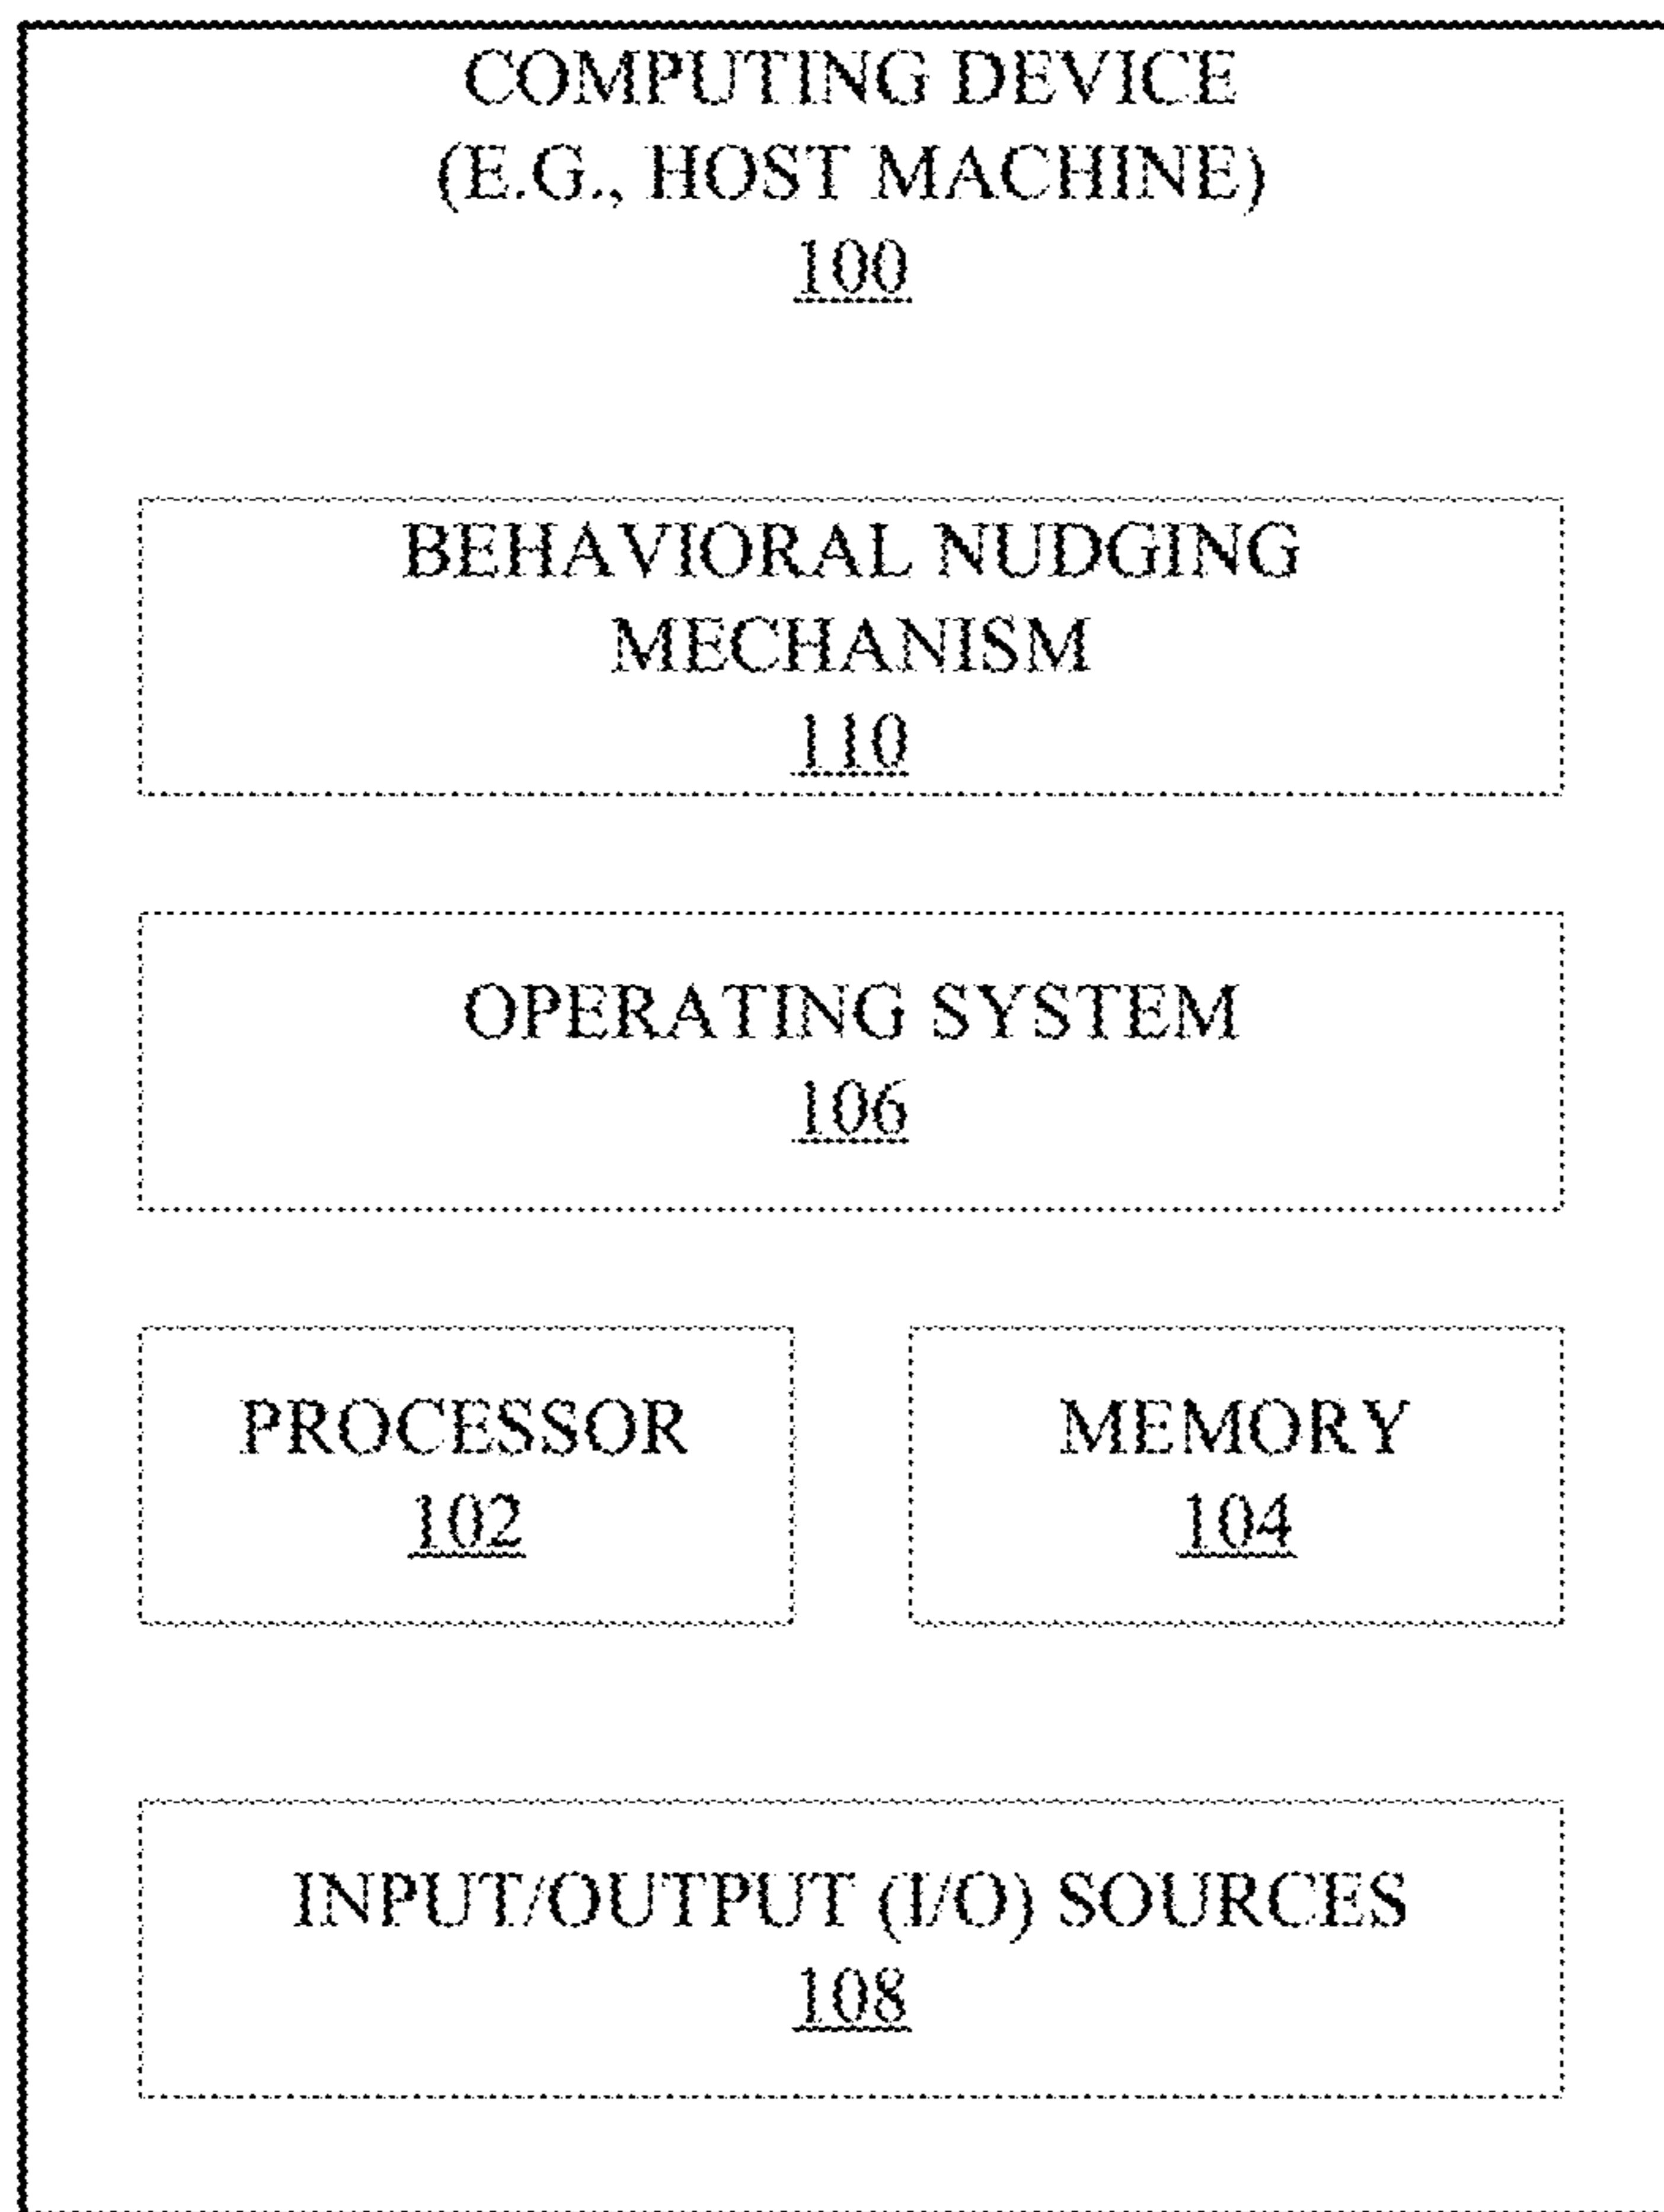 COMPUTING DEVICE
(E.G., HOST MACHINE)
100
BEHAVIORAL NUDGING
MECHANISM
110
OPERATING SYSTEM
106
PROCESSOR
102
MEMORY
104
INPUT/OUTPUT (I/O) SOURCES
108